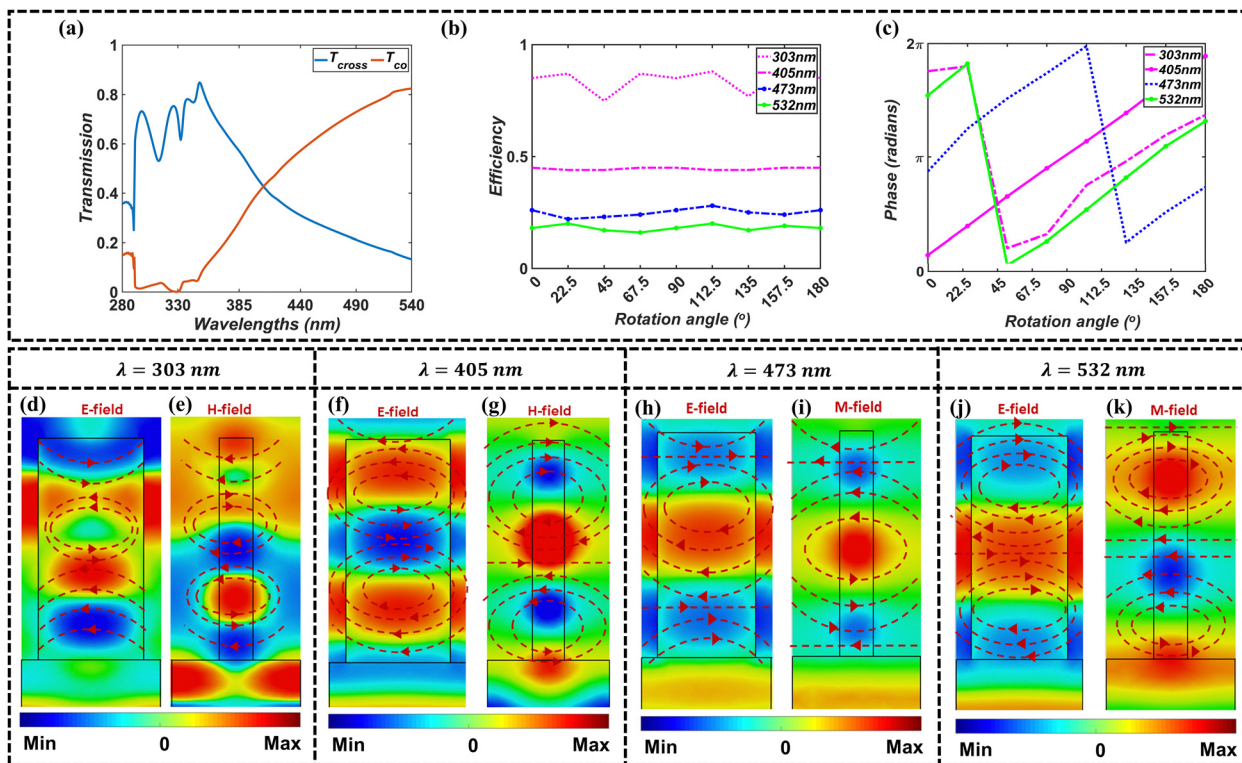 (a)
T_cross T_co
1
0.8
0.6
0.4
0.2
0
Transmission
280 330 385 440 490 540
Wavelengths (nm)
(b)
303nm
405nm
473nm
532nm
1
0.5
0
Efficiency
0 22.5 45 67.5 90 112.5 135 157.5 180
Rotation angle (°)
(c)
303nm
405nm
473nm
532nm
2π
π
0
Phase (radians)
0 22.5 45 67.5 90 112.5 135 157.5 180
Rotation angle (°)
λ = 303 nm
λ = 405 nm
λ = 473 nm
λ = 532 nm
(d) E-field
(e) H-field
(f) E-field
(g) H-field
(h) E-field
(i) M-field
(j) E-field
(k) M-field
Min 0 Max
Min 0 Max
Min 0 Max
Min 0 Max